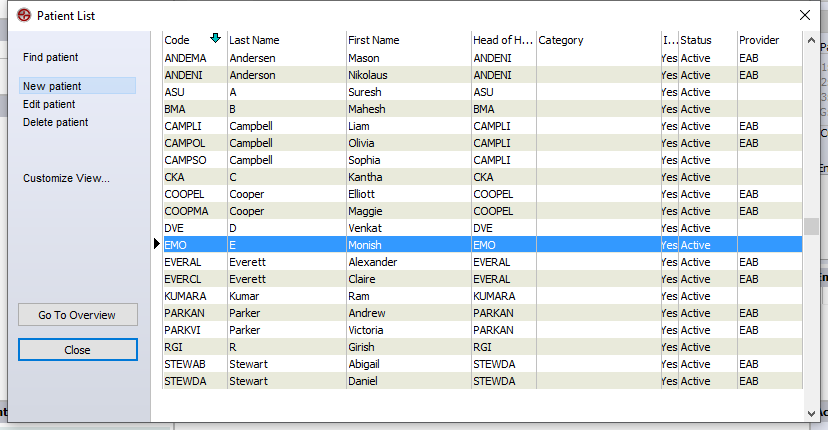 Patient List
Find patient
New patient
Edit patient
Delete patient
Customize View...
Go To Overview
Close
Code Last Name First Name Head of H... Category I... Status Provider
ANDEMA Andersen Mason ANDENI Yes Active EAB
ANDENI Anderson Nikolaus ANDENI Yes Active EAB
ASU A Suresh ASU Yes Active
BMA B Mahesh BMA Yes Active
CAMPLI Campbell Liam CAMPLI Yes Active EAB
CAMPOL Campbell Olivia CAMPLI Yes Active EAB
CAMPSO Campbell Sophia CAMPLI Yes Active
CKA C Kantha CKA Yes Active
COOPEL Cooper Elliott COOPEL Yes Active EAB
COOPMA Cooper Maggie COOPEL Yes Active EAB
DVE D Venkat DVE Yes Active
EMO E Monish EMO Yes Active
EVERAL Everett Alexander EVERAL Yes Active EAB
EVERCL Everett Claire EVERAL Yes Active EAB
KUMARA Kumar Ram KUMARA Yes Active
PARKAN Parker Andrew PARKAN Yes Active EAB
PARKVI Parker Victoria PARKAN Yes Active EAB
RGI R Girish RGI Yes Active
STEWAB Stewart Abigail STEWDA Yes Active EAB
STEWDA Stewart Daniel STEWDA Yes Active EAB